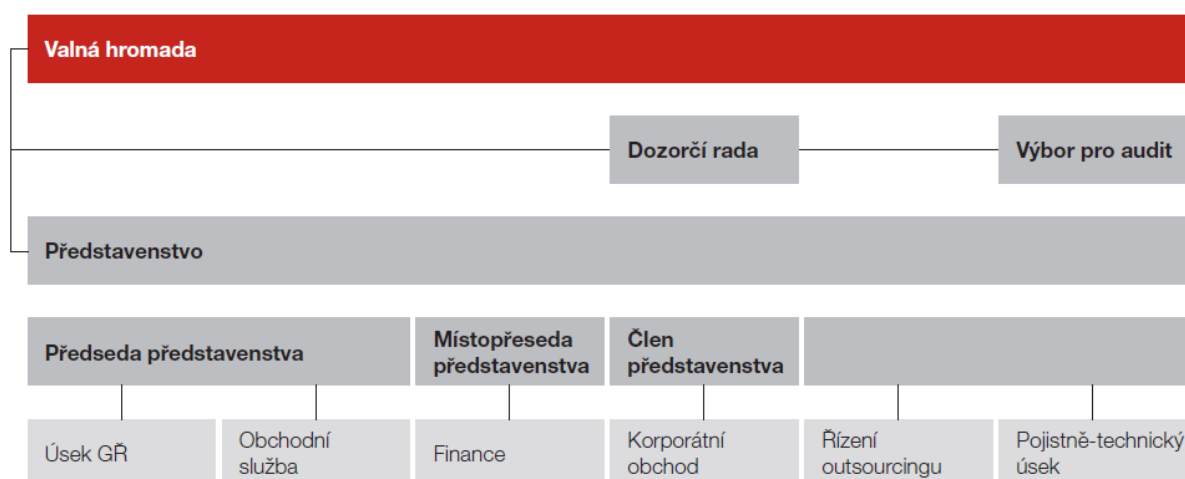 Valná hromada
Dozorčí rada
Výbor pro audit
Představenstvo
Předseda představenstva
Místopřeseda
představenstva
Člen
představenstva
Úsek GŘ
Obchodní
služba
Finance
Korporátní
obchod
Řízení
outsourcingu
Pojistně-technický
úsek